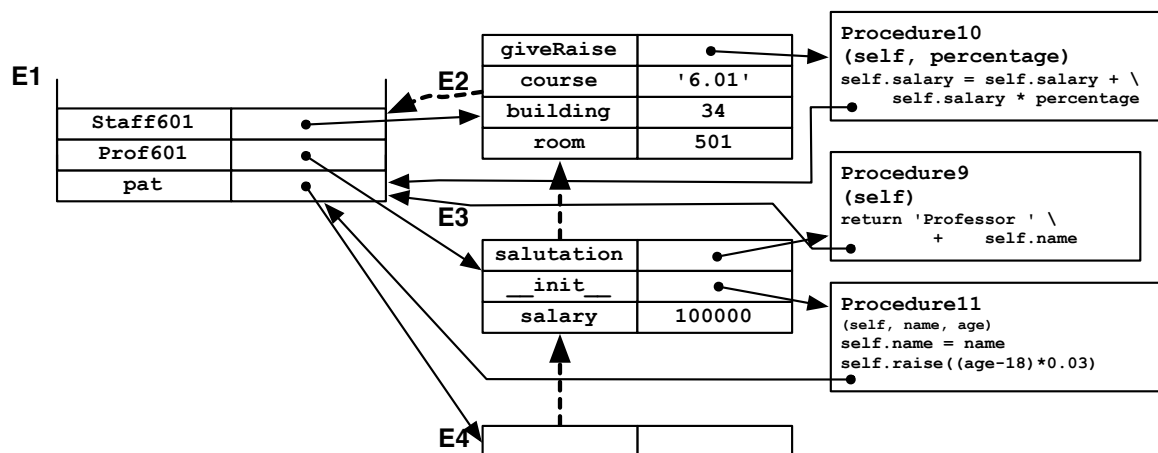 E1
Staff601
Prof601
pat
E2
giveRaise
course '6.01'
building 34
room 501
Procedure10
(self, percentage)
self.salary = self.salary + \
self.salary * percentage
E3
salutation
__init__
salary 100000
Procedure9
(self)
return 'Professor ' \
+ self.name
Procedure11
(self, name, age)
self.name = name
self.raise((age-18)*0.03)
E4